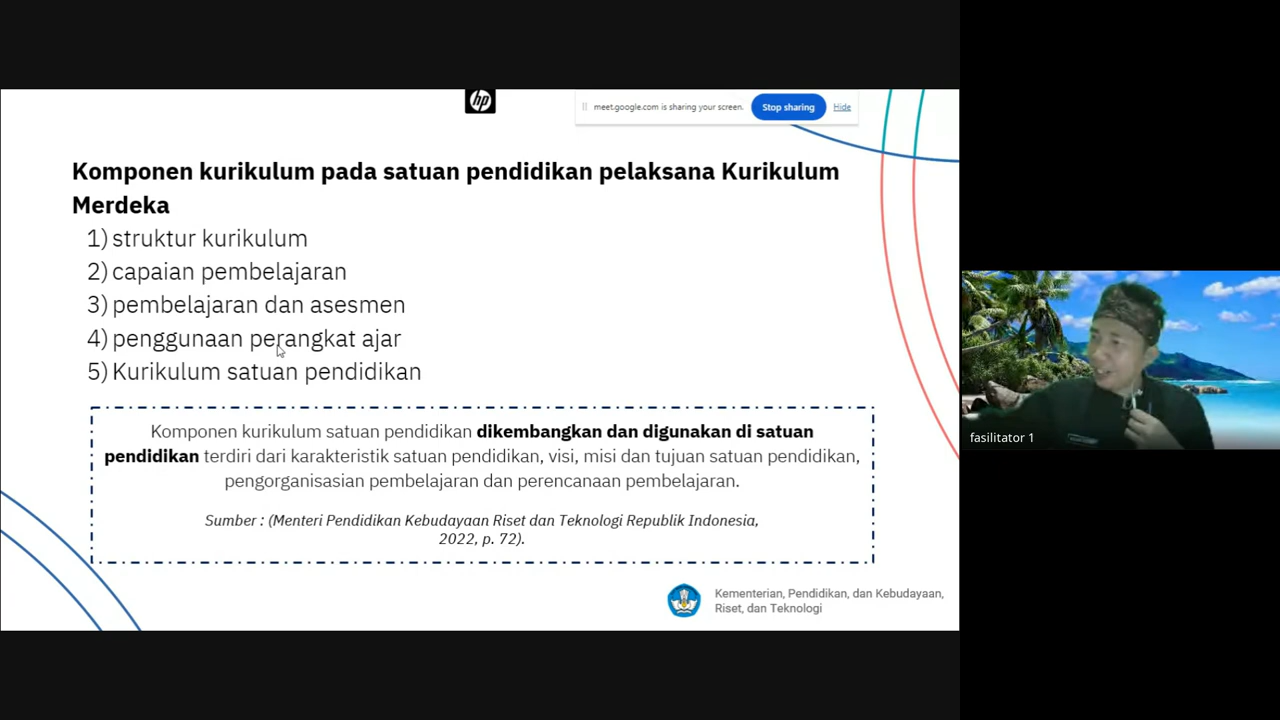 hp
meet.google.com is sharing your screen.
Stop sharing
Hide
Komponen kurikulum pada satuan pendidikan pelaksana Kurikulum
Merdeka
1) struktur kurikulum
2) capaian pembelajaran
3) pembelajaran dan asesmen
4) penggunaan perangkat ajar
5) Kurikulum satuan pendidikan
Komponen kurikulum satuan pendidikan dikembangkan dan digunakan di satuan
pendidikan terdiri dari karakteristik satuan pendidikan, visi, misi dan tujuan satuan pendidikan,
pengorganisasian pembelajaran dan perencanaan pembelajaran.
Sumber : (Menteri Pendidikan Kebudayaan Riset dan Teknologi Republik Indonesia,
2022, p. 72).
Kementerian, Pendidikan, dan Kebudayaan,
Riset, dan Teknologi
fasilitator 1